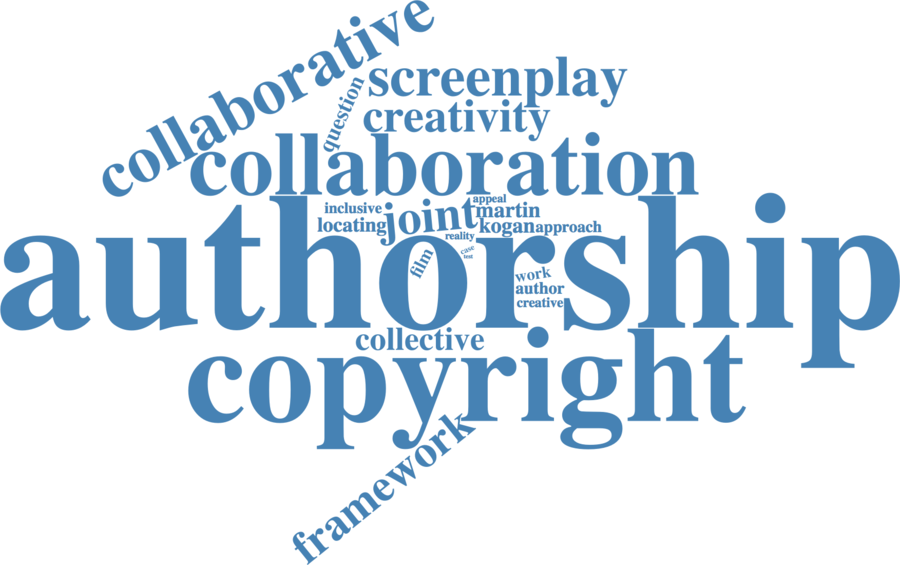 collaborative
screenplay
question
creativity
collaboration
appeal
inclusive
joint
martin
locating
kogan
approach
authorship
reality
case
test
film
work
author
creative
collective
copyright
framework